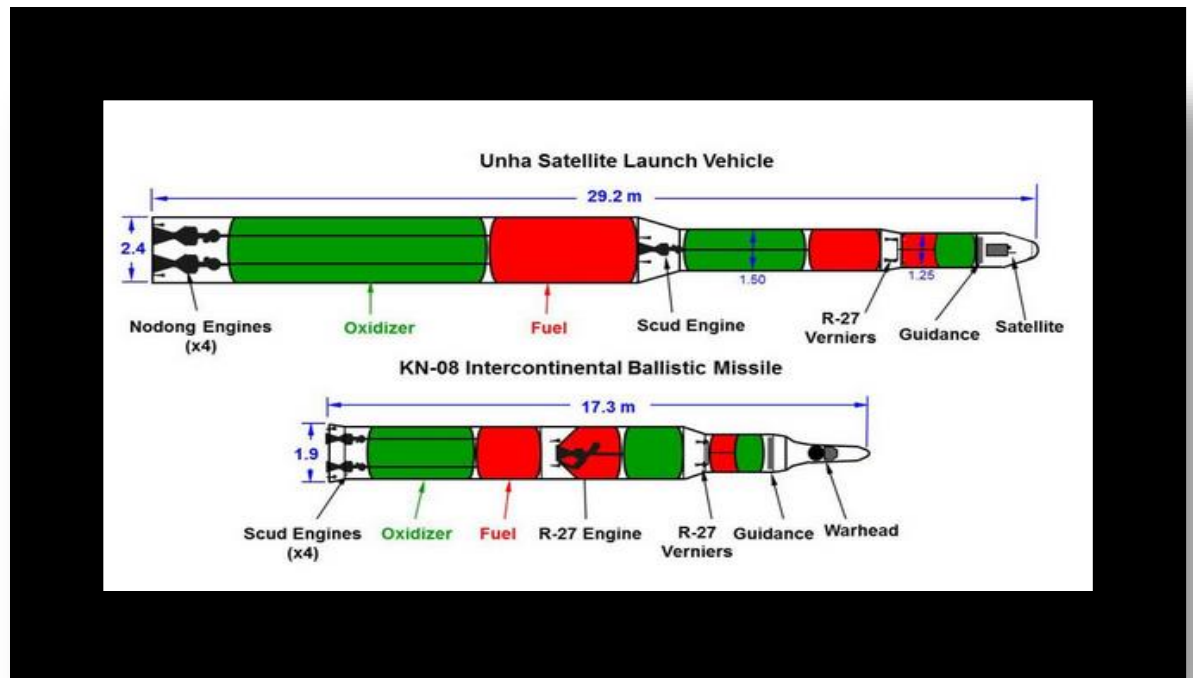 Unha Satellite Launch Vehicle
29.2 m
2.4
1.50
1.25
Nodong Engines
(x4)
Oxidizer
Fuel
Scud Engine
R-27
Verniers
Guidance
Satellite
KN-08 Intercontinental Ballistic Missile
17.3 m
1.9
Scud Engines
(x4)
Oxidizer
Fuel
R-27 Engine
R-27
Verniers
Guidance
Warhead